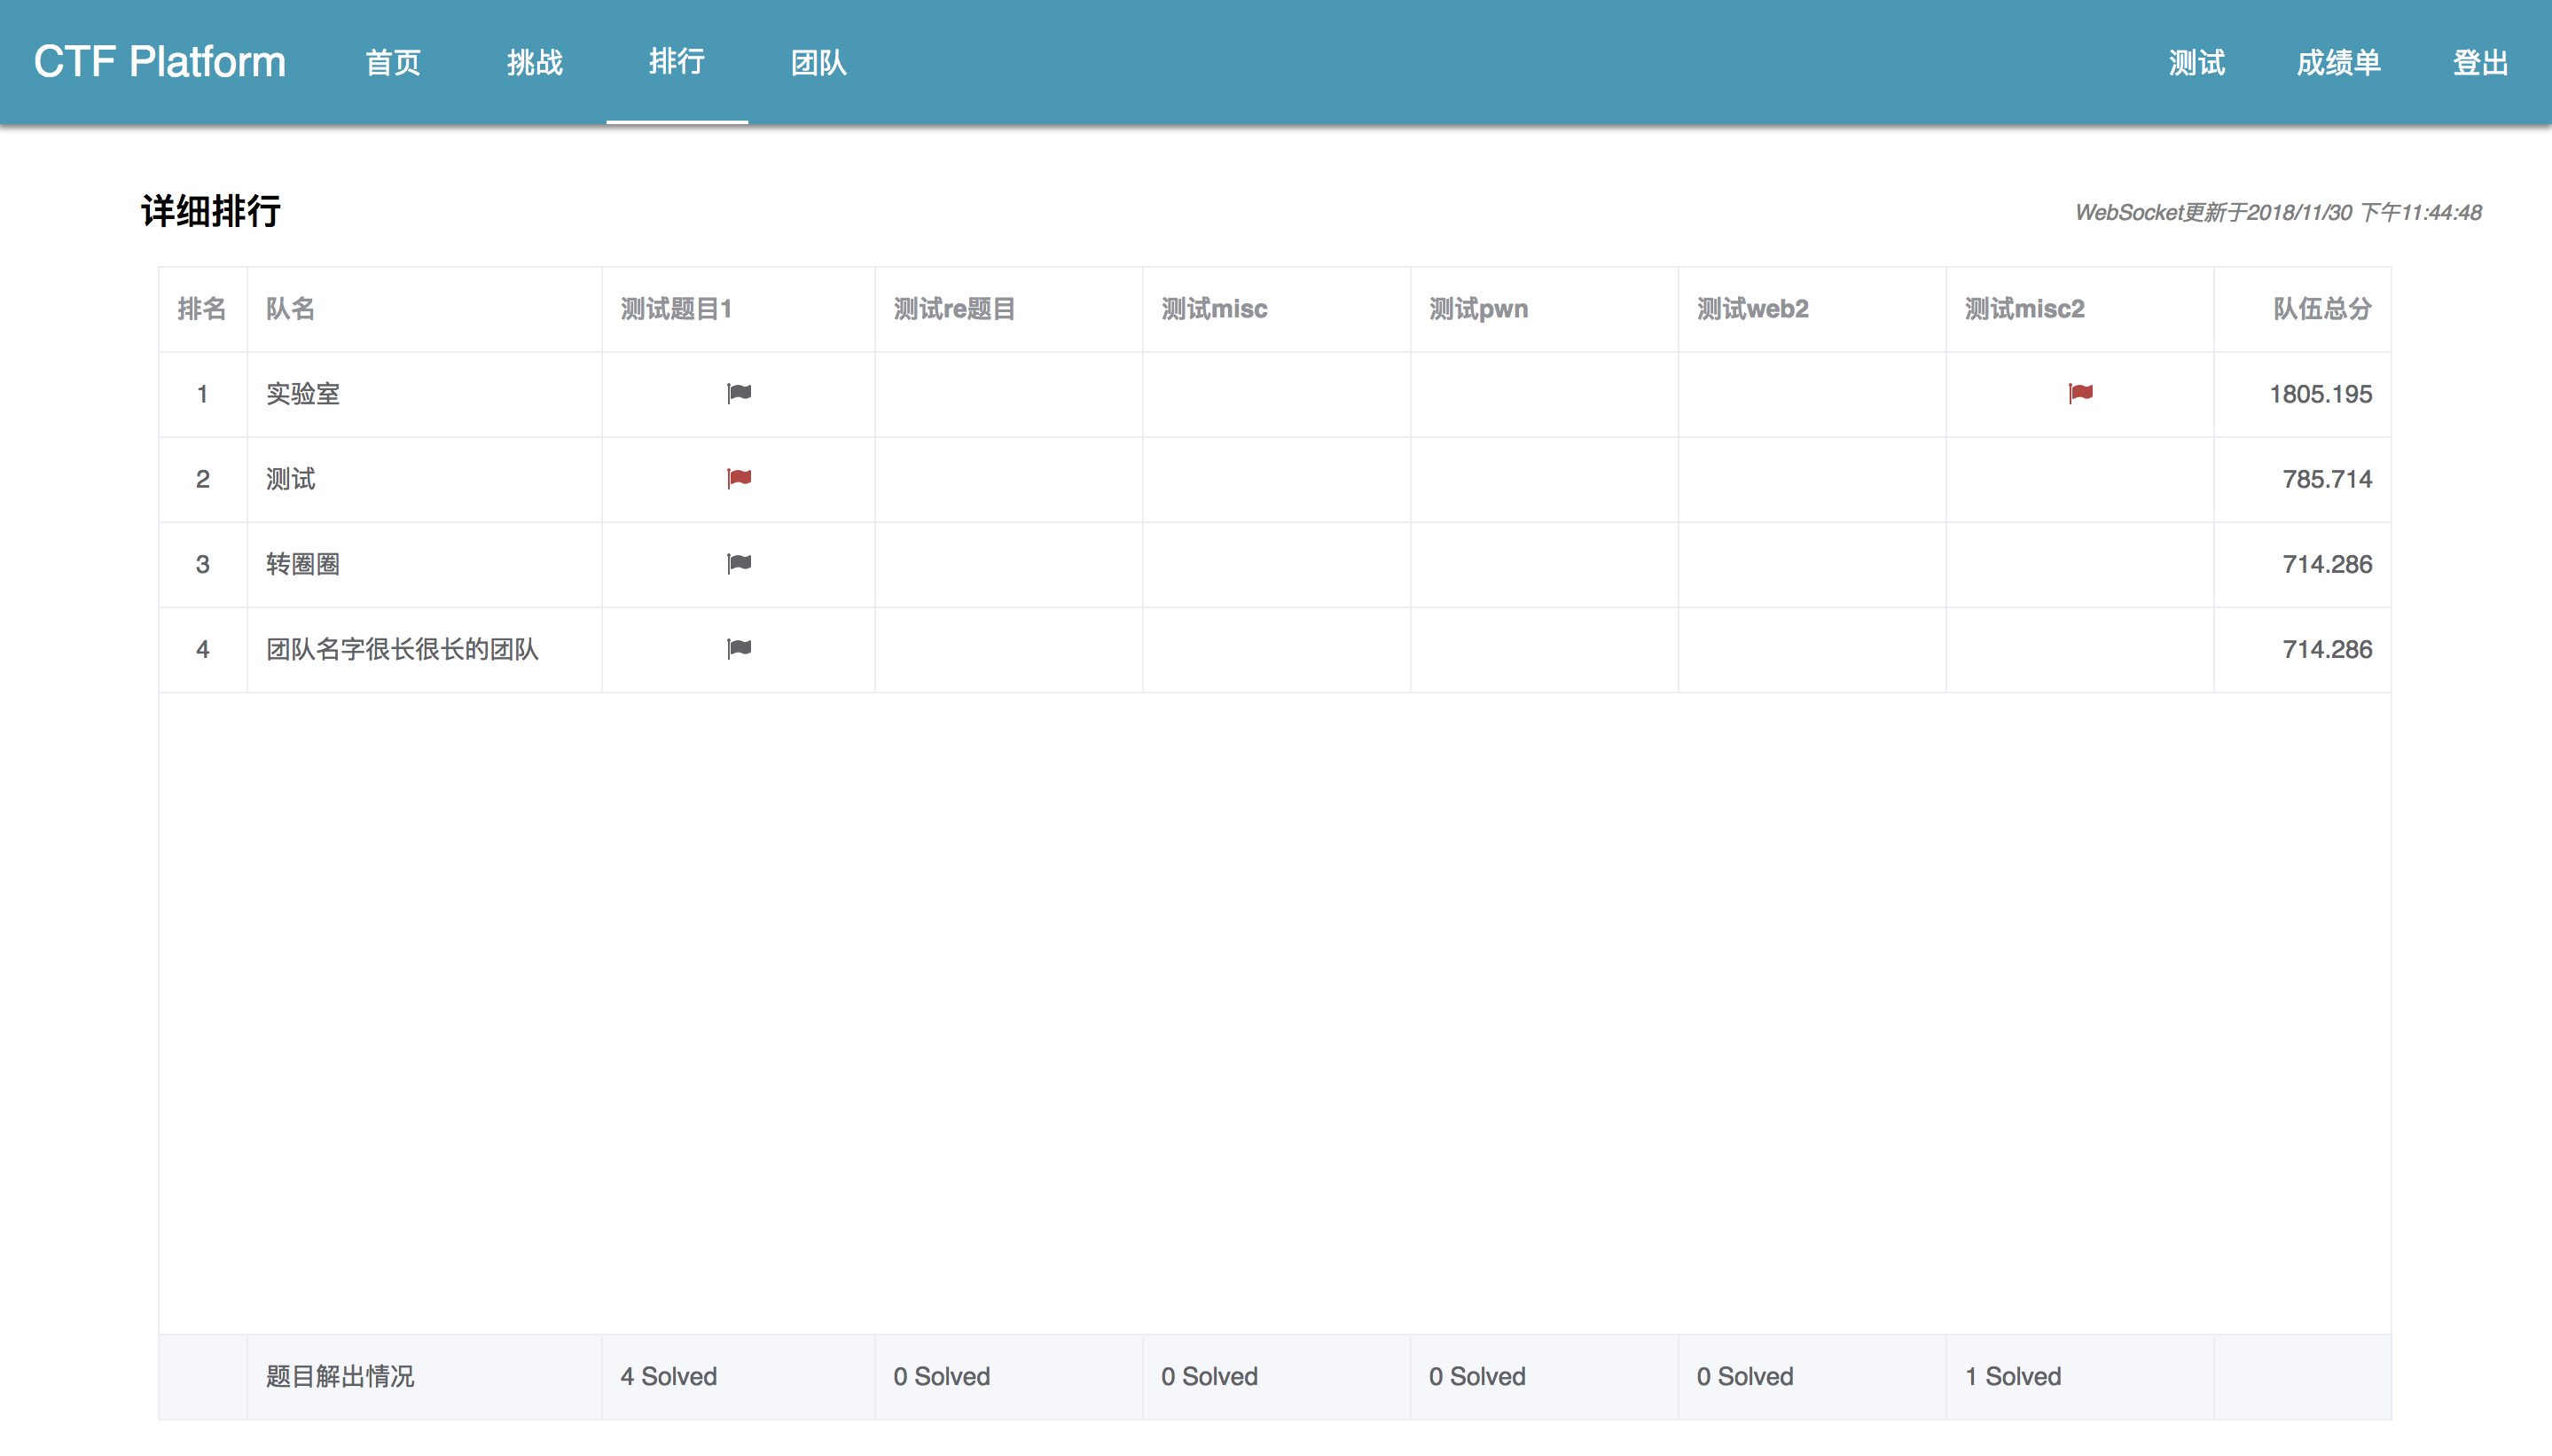 CTF Platform 首页 挑战 排行 团队 测试 成绩单 登出
详细排行 WebSocket更新于2018/11/30 下午11:44:48
排名 队名 测试题目1 测试re题目 测试misc 测试pwn 测试web2 测试misc2 队伍总分
1 实验室 1805.195
2 测试 785.714
3 转圈圈 714.286
4 团队名字很长很长的团队 714.286
题目解出情况 4 Solved 0 Solved 0 Solved 0 Solved 0 Solved 1 Solved